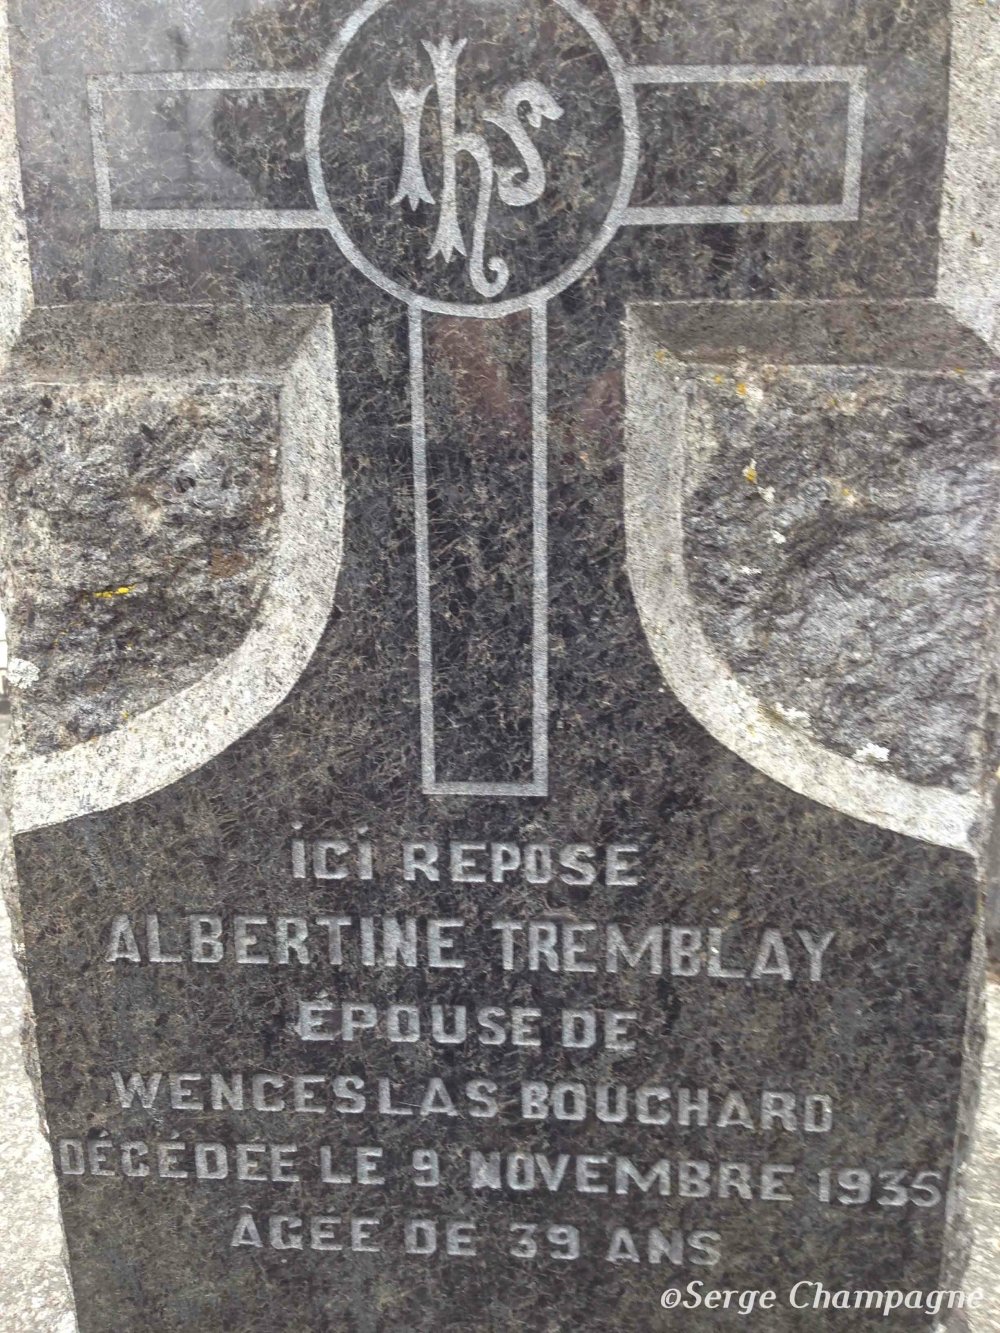 IHS
ICI REPOSE
ALBERTINE TREMBLAY
ÉPOUSE DE
WENCESLAS BOUCHARD
DÉCÉDÉE LE 9 NOVEMBRE 1935
ÂGÉE DE 39 ANS
©Serge Champagne